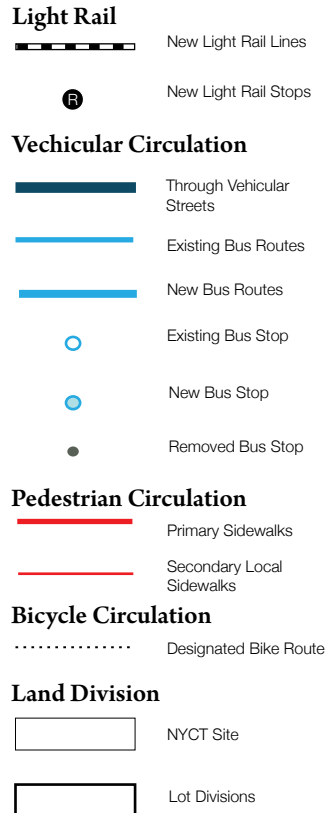 Light Rail
New Light Rail Lines
R
New Light Rail Stops
Vechicular Circulation
Through Vehicular
Streets
Existing Bus Routes
New Bus Routes
Existing Bus Stop
New Bus Stop
Removed Bus Stop
Pedestrian Circulation
Primary Sidewalks
Secondary Local
Sidewalks
Bicycle Circulation
Designated Bike Route
Land Division
NYCT Site
Lot Divisions